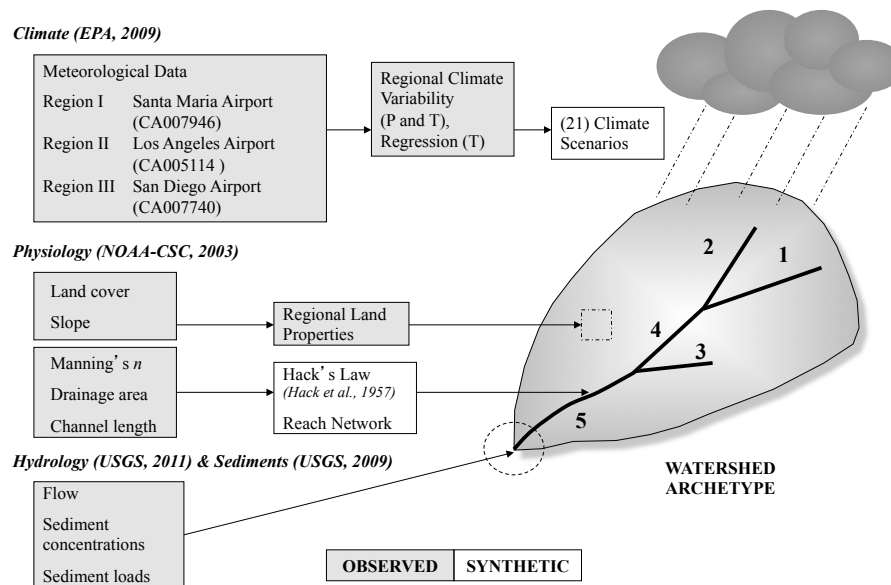 Climate (EPA, 2009)
Meteorological Data
Region I Santa Maria Airport
(CA007946)
Region II Los Angeles Airport
(CA005114 )
Region III San Diego Airport
(CA007740)
Regional Climate
Variability
(P and T),
Regression (T)
(21) Climate
Scenarios
Physiology (NOAA-CSC, 2003)
Land cover
Slope
Regional Land
Properties
Manning’s n
Drainage area
Channel length
Hack’s Law
(Hack et al., 1957)
Reach Network
2
1
4
3
5
Hydrology (USGS, 2011) & Sediments (USGS, 2009)
Flow
Sediment
concentrations
Sediment loads
WATERSHED
ARCHETYPE
OBSERVED SYNTHETIC